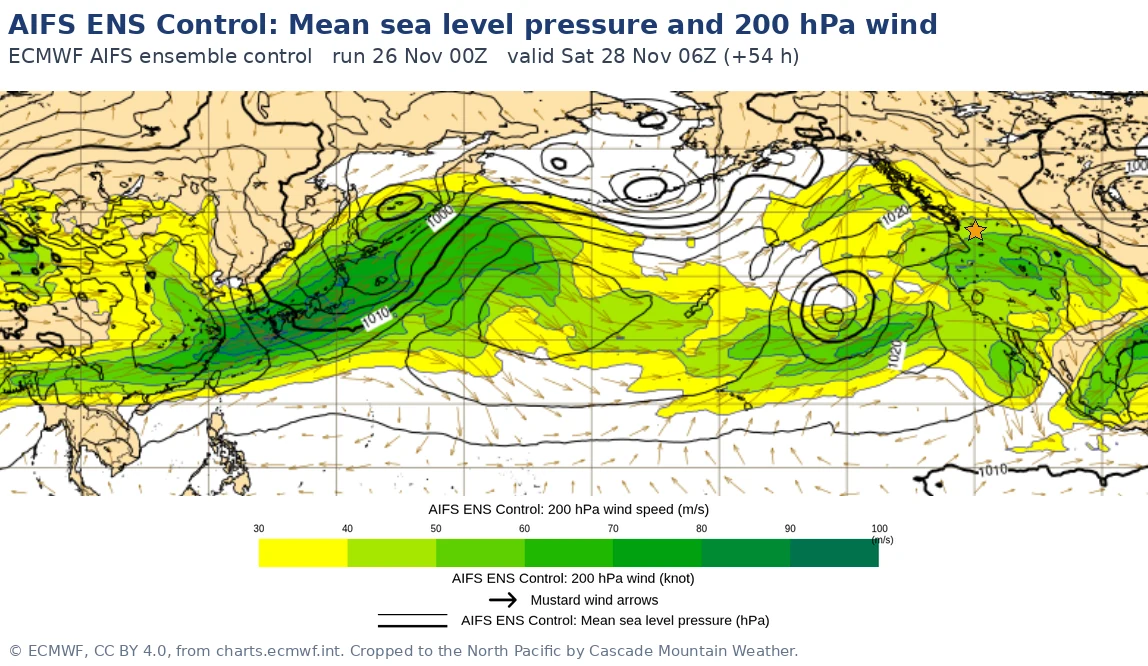 AIFS ENS Control: Mean sea level pressure and 200 hPa wind
ECMWF AIFS ensemble control run 26 Nov 00Z valid Sat 28 Nov 06Z (+54 h)
1000
1020
1010
1020
1010
AIFS ENS Control: 200 hPa wind speed (m/s)
30 40 50 60 70 80 90 100
(m/s)
AIFS ENS Control: 200 hPa wind (knot)
Mustard wind arrows
AIFS ENS Control: Mean sea level pressure (hPa)
© ECMWF, CC BY 4.0, from charts.ecmwf.int. Cropped to the North Pacific by Cascade Mountain Weather.